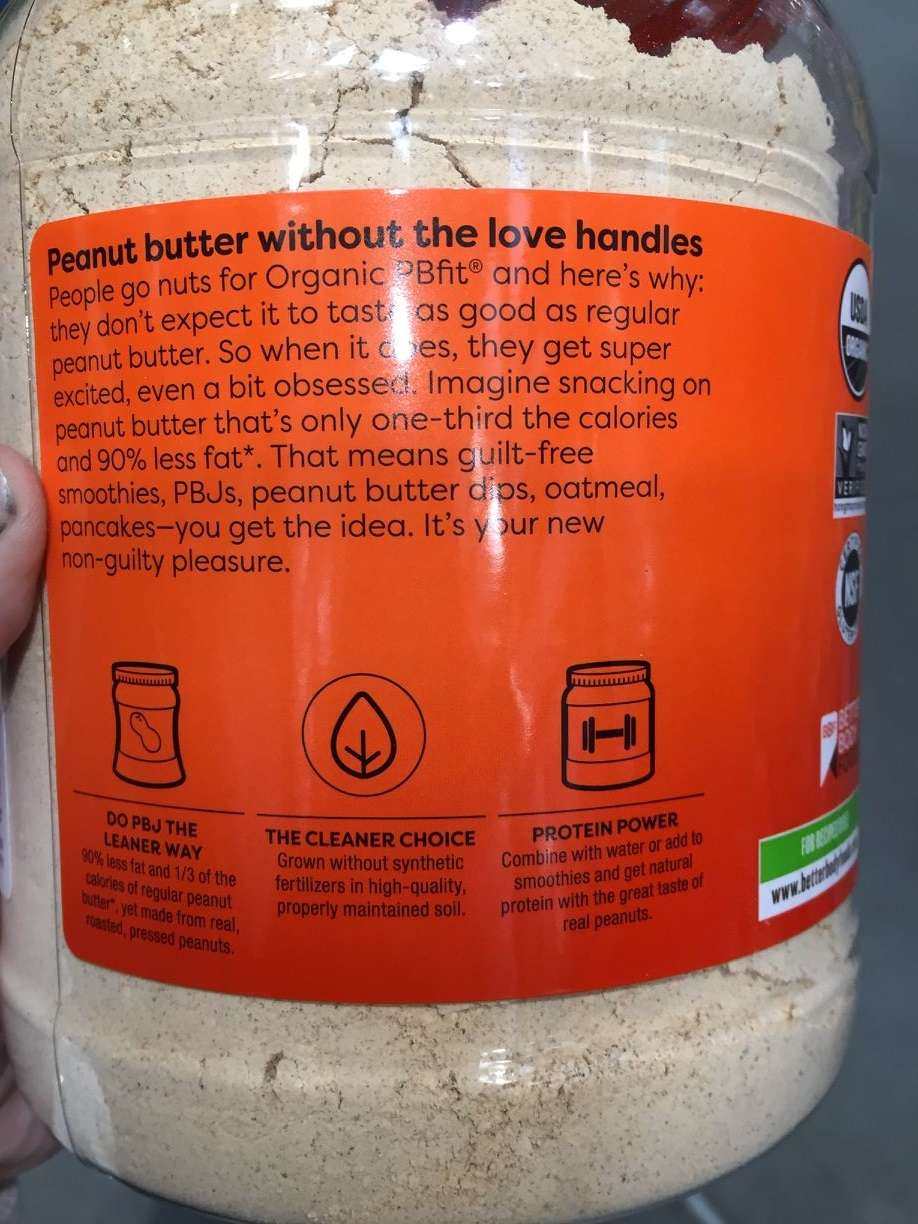 Peanut butter without the love handles
People go nuts for Organic PBfit® and here's why:
they don't expect it to taste as good as regular
peanut butter. So when it does, they get super
excited, even a bit obsessed. Imagine snacking on
peanut butter that's only one-third the calories
and 90% less fat*. That means guilt-free
smoothies, PBJs, peanut butter dips, oatmeal,
pancakes—you get the idea. It's your new
non-guilty pleasure.
DO PBJ THE
LEANER WAY
90% less fat and 1/3 of the
calories of regular peanut
butter*, yet made from real,
roasted, pressed peanuts.
THE CLEANER CHOICE
Grown without synthetic
fertilizers in high-quality,
properly maintained soil.
PROTEIN POWER
Combine with water or add to
smoothies and get natural
protein with the great taste of
real peanuts.
USDA
ORGANIC
NSF
FOR RECIPES